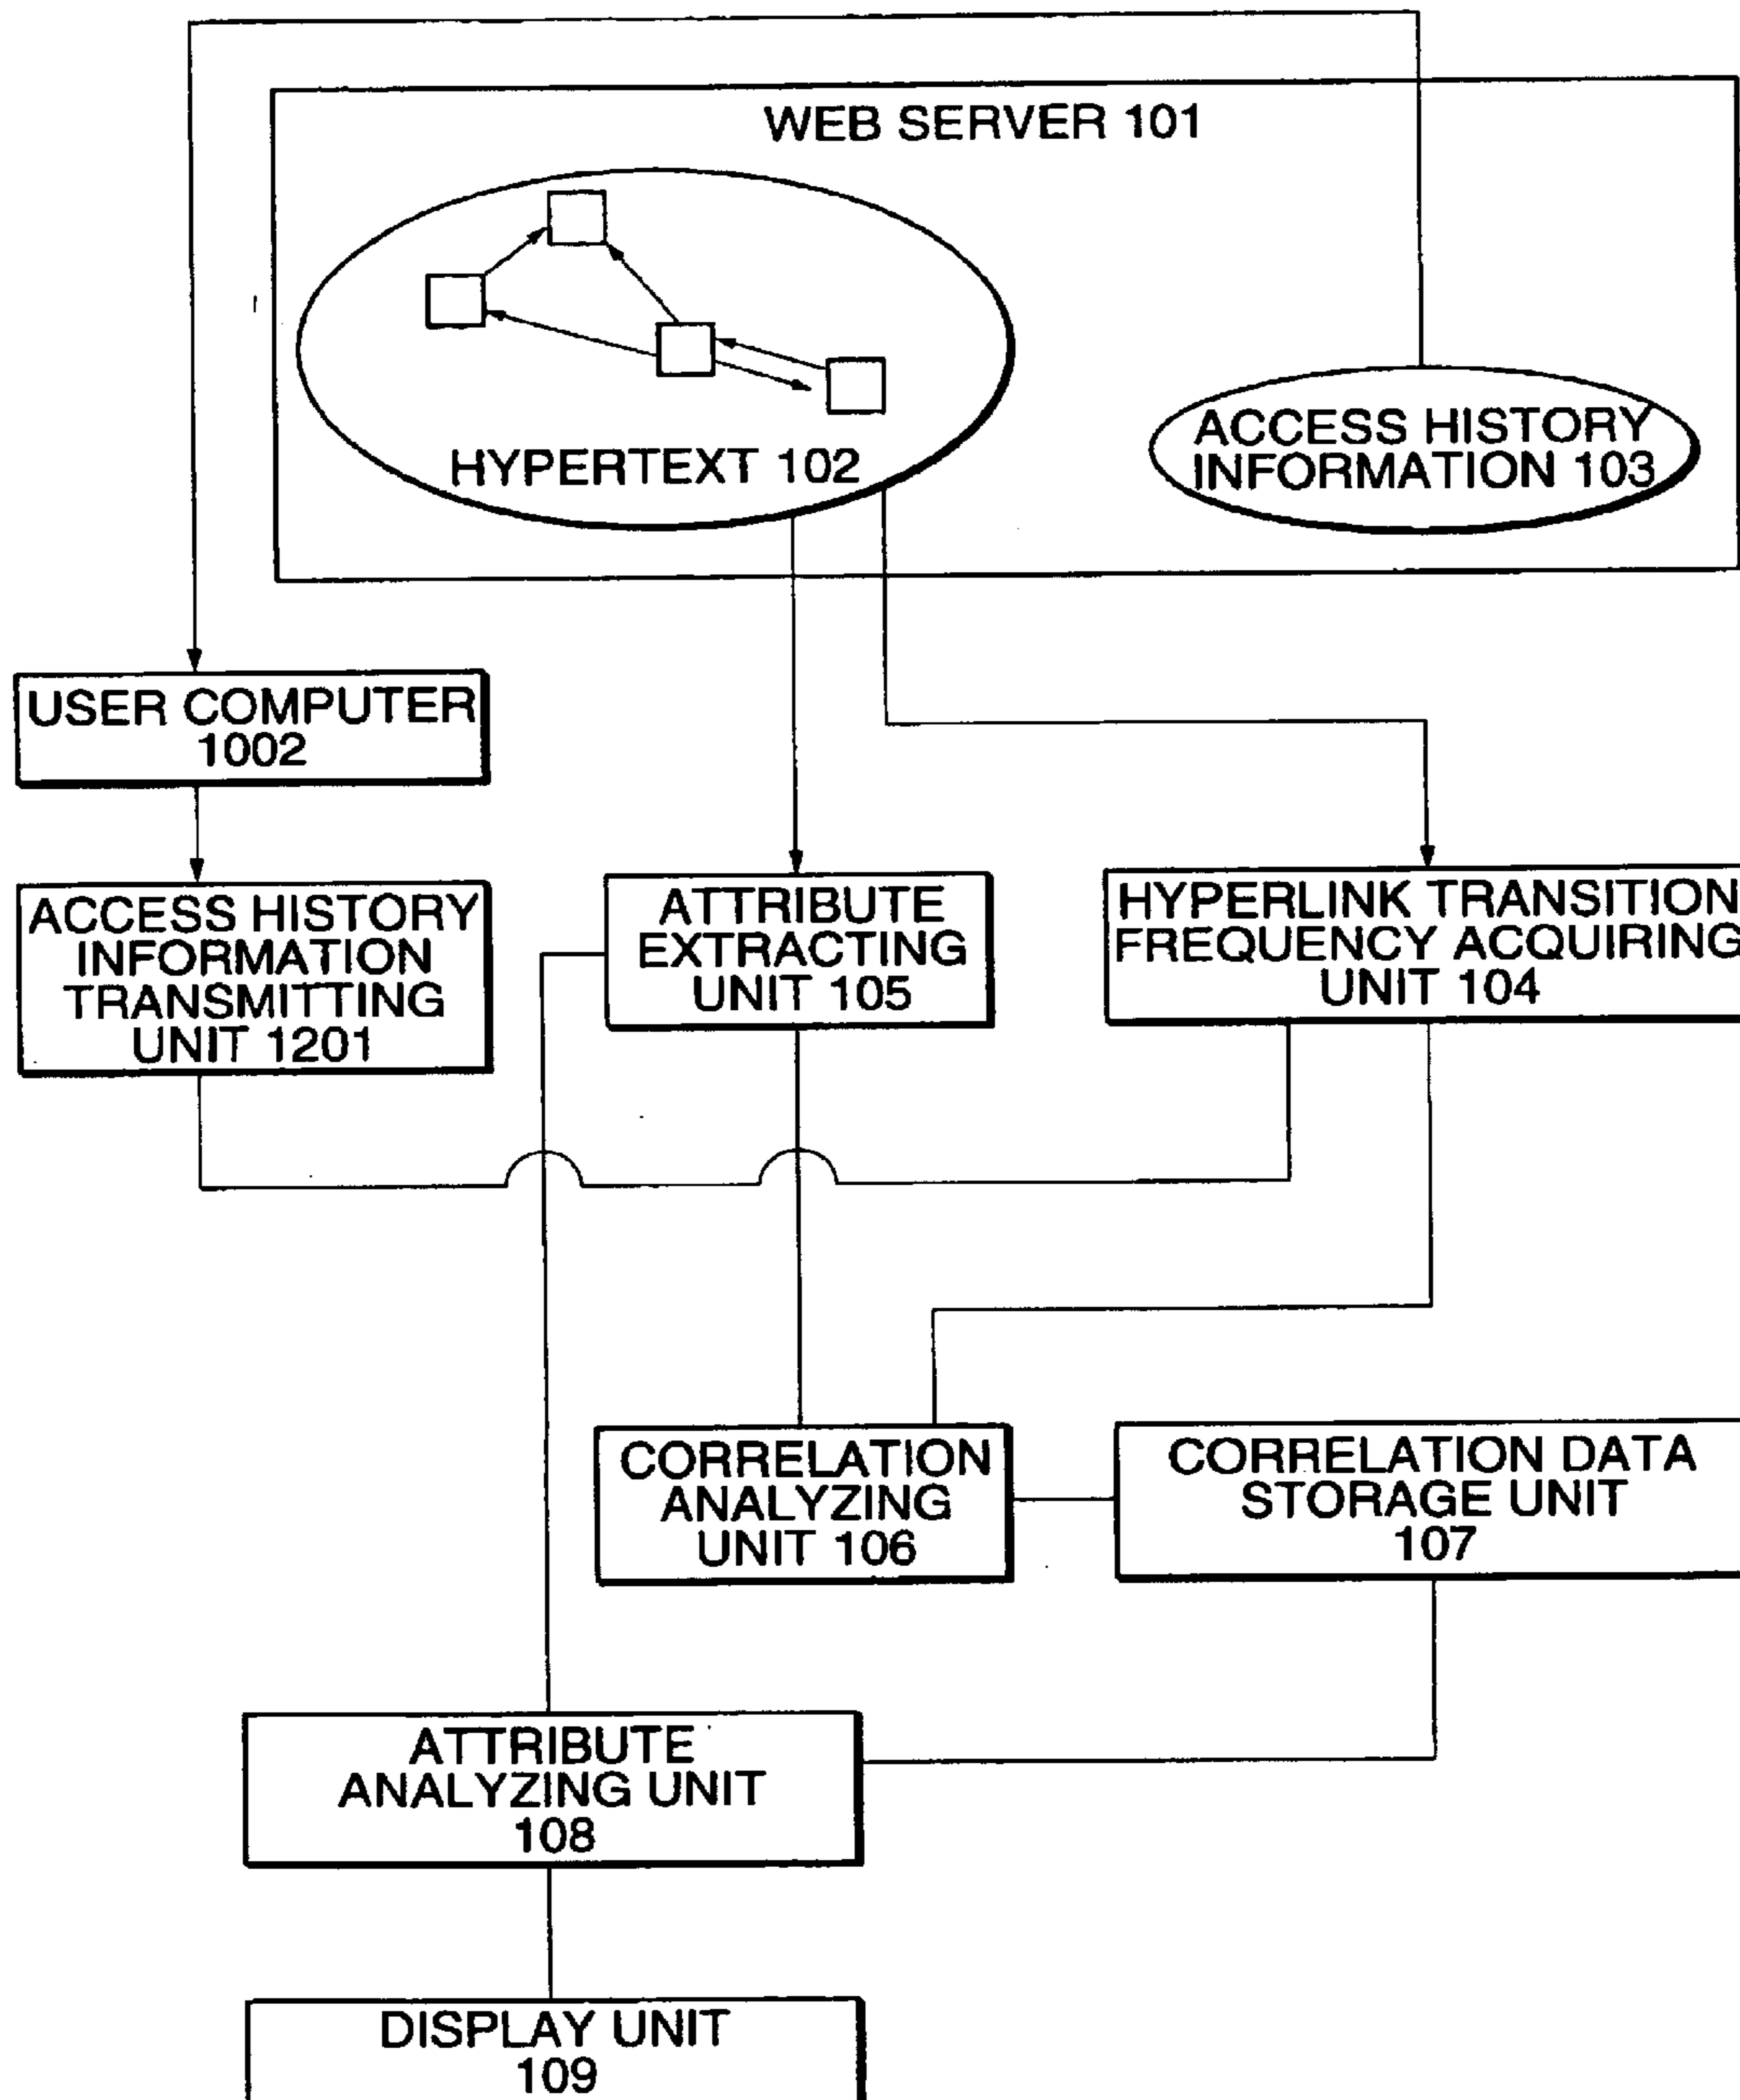 WEB SERVER 101
HYPERTEXT 102
ACCESS HISTORY
INFORMATION 103
USER COMPUTER
1002
ACCESS HISTORY
INFORMATION
TRANSMITTING
UNIT 1201
ATTRIBUTE
EXTRACTING
UNIT 105
HYPERLINK TRANSITION
FREQUENCY ACQUIRING
UNIT 104
CORRELATION
ANALYZING
UNIT 106
CORRELATION DATA
STORAGE UNIT
107
ATTRIBUTE
ANALYZING UNIT
108
DISPLAY UNIT
109